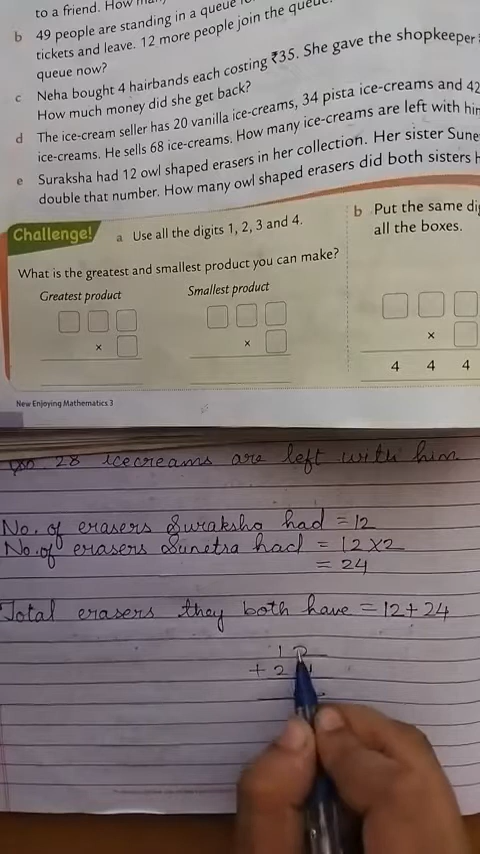 to a friend. How
b 49 people are standing in a queue
tickets and leave. 12 more people join the queue.
queue now?
c Neha bought 4 hairbands each costing ₹35. She gave the shopkeeper
How much money did she get back?
d The ice-cream seller has 20 vanilla ice-creams, 34 pista ice-creams and 42
ice-creams. He sells 68 ice-creams. How many ice-creams are left with him
e Suraksha had 12 owl shaped erasers in her collection. Her sister Sune
double that number. How many owl shaped erasers did both sisters
Challenge! a Use all the digits 1, 2, 3 and 4.
What is the greatest and smallest product you can make?
Greatest product Smallest product
× ×
b Put the same dig
all the boxes.
×
4 4 4
New Enjoying Mathematics 3
28 icecreams are left with him
No. of erasers Suraksha had = 12
No. of erasers Sunetra had = 12 × 2
= 24
Total erasers they both have = 12 + 24
12
+ 2